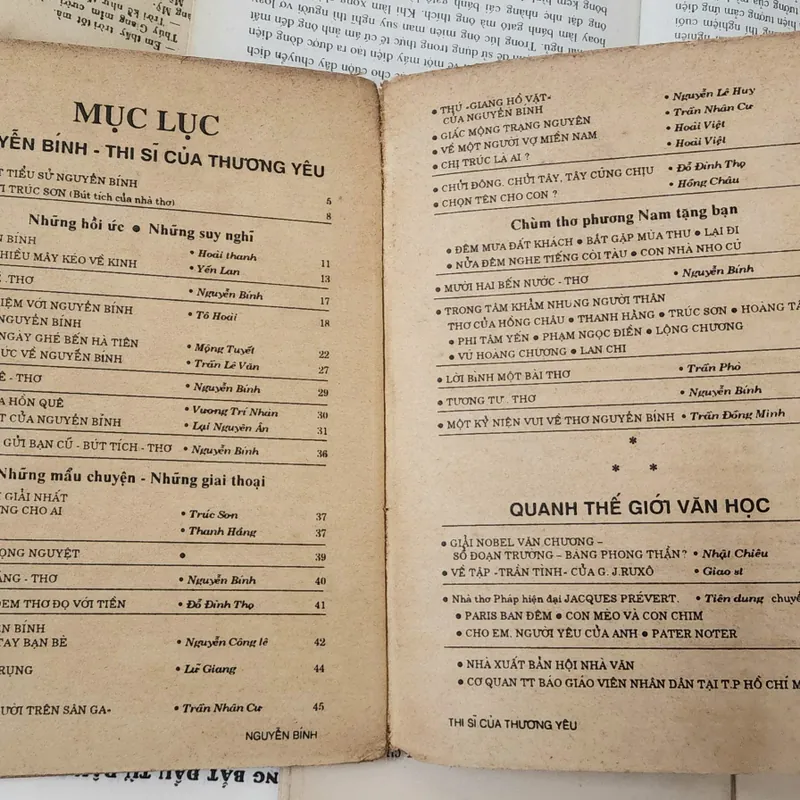 MỤC LỤC
YỄN BÍNH - THI SĨ CỦA THƯƠNG YÊU
TIỂU SỬ NGUYỄN BÍNH 5
TRÚC SƠN (Bút tích của nhà thơ) 8
Những hồi ức ● Những suy nghĩ
BÍNH • Hoài thanh
HIỀU MÂY KÉO VỀ KINH • Yến Lan 11
THƠ • Nguyễn Bính 13
IỆM VỚI NGUYỄN BÍNH • Tô Hoài 17
NGUYỄN BÍNH 18
NGÀY GHÉ BẾN HÀ TIÊN • Mộng Tuyết 22
ỨC VỀ NGUYỄN BÍNH • Trần Lê Văn 27
Ê - THƠ • Nguyễn Bính 29
A HỒN QUÊ • Vương Trí Nhàn 30
CỦA NGUYỄN BÍNH • Lại Nguyên Ân 31
GỬI BẠN CŨ - BÚT TÍCH - THƠ • Nguyễn Bính 36
Những mẩu chuyện - Những giai thoại
GIẢI NHẤT
NG CHO AI • Trúc Sơn 37
• Thanh Hằng 37
ỌNG NGUYỆT • 39
ĂNG - THƠ • Nguyễn Bính 40
ĐEM THƠ ĐỌ VỚI TIỀN • Đỗ Đình Thọ 41
ỄN BÍNH
TAY BẠN BÈ • Nguyễn Công lê 42
RỤNG • Lữ Giang 44
ƯỜI TRÊN SÂN GA" • Trần Nhân Cư 45
NGUYỄN BÍNH
● THÚ "GIANG HỒ VẶT"
CỦA NGUYỄN BÍNH • Nguyễn Lê Huy
● GIẤC MỘNG TRẠNG NGUYÊN • Trần Nhân Cư
● VỀ MỘT NGƯỜI VỢ MIỀN NAM • Hoài Việt
● CHỊ TRÚC LÀ AI ? • Hoài Việt
● CHỬI ĐÔNG, CHỬI TÂY, TÂY CŨNG CHỊU • Đỗ Đình Thọ
● CHỌN TÊN CHO CON ? • Hồng Châu
Chùm thơ phương Nam tặng bạn
● ĐÊM MƯA ĐẤT KHÁCH ● BẮT GẶP MÙA THU ● LẠI ĐI
● NỬA ĐÊM NGHE TIẾNG CÒI TÀU ● CON NHÀ NHO CŨ
● MƯỜI HAI BẾN NƯỚC - THƠ • Nguyễn Bính
● TRONG TÂM KHẢM NHỮNG NGƯỜI THÂN
THƠ CỦA HỒNG CHÂU ● THANH HẰNG ● TRÚC SƠN ● HOÀNG TẤ
● PHI TÂM YẾN ● PHẠM NGỌC ĐIỀN ● LỘNG CHƯƠNG
● VŨ HOÀNG CHƯƠNG ● LAN CHI
● LỜI BÌNH MỘT BÀI THƠ • Trần Phò
● TƯƠNG TƯ . THƠ • Nguyễn Bính
● MỘT KỶ NIỆN VUI VỀ THƠ NGUYỄN BÍNH • Trần Đồng Minh
* * *
QUANH THẾ GIỚI VĂN HỌC
● GIẢI NOBEL VĂN CHƯƠNG –
SỔ ĐOẠN TRƯỜNG – BẢNG PHONG THẦN? • Nhật Chiêu
● VỀ TẬP "TRẦN TÌNH" CỦA G. J.RUXÔ • Giao sĩ
● Nhà thơ Pháp hiện đại JACQUES PRÉVERT. • Tiên dung chuyể
● PARIS BAN ĐÊM ● CON MÈO VÀ CON CHIM
● CHO EM, NGƯỜI YÊU CỦA ANH ● PATER NOTER
● NHÀ XUẤT BẢN HỘI NHÀ VĂN
● CƠ QUAN TT BÁO GIÁO VIÊN NHÂN DÂN TẠI T.P HỒ CHÍ M
THI SĨ CỦA THƯƠNG YÊU